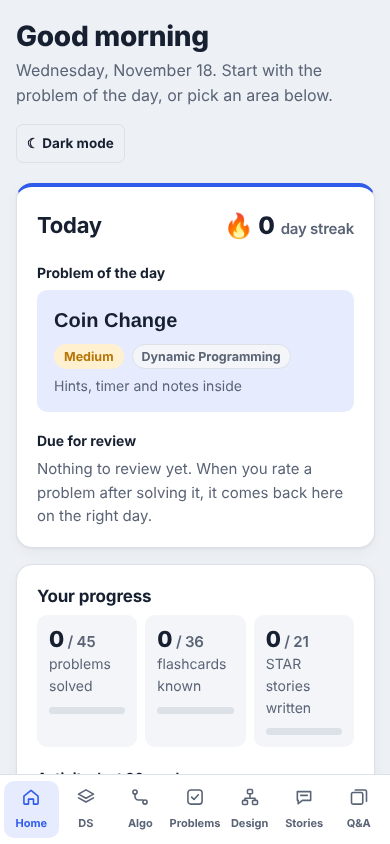 Good morning
Wednesday, November 18. Start with the
problem of the day, or pick an area below.
Dark mode
Today
0 day streak
Problem of the day
Coin Change
Medium
Dynamic Programming
Hints, timer and notes inside
Due for review
Nothing to review yet. When you rate a
problem after solving it, it comes back here
on the right day.
Your progress
0 / 45
problems
solved
0 / 36
flashcards
known
0 / 21
STAR
stories
written
Home
DS
Algo
Problems
Design
Stories
Q&A